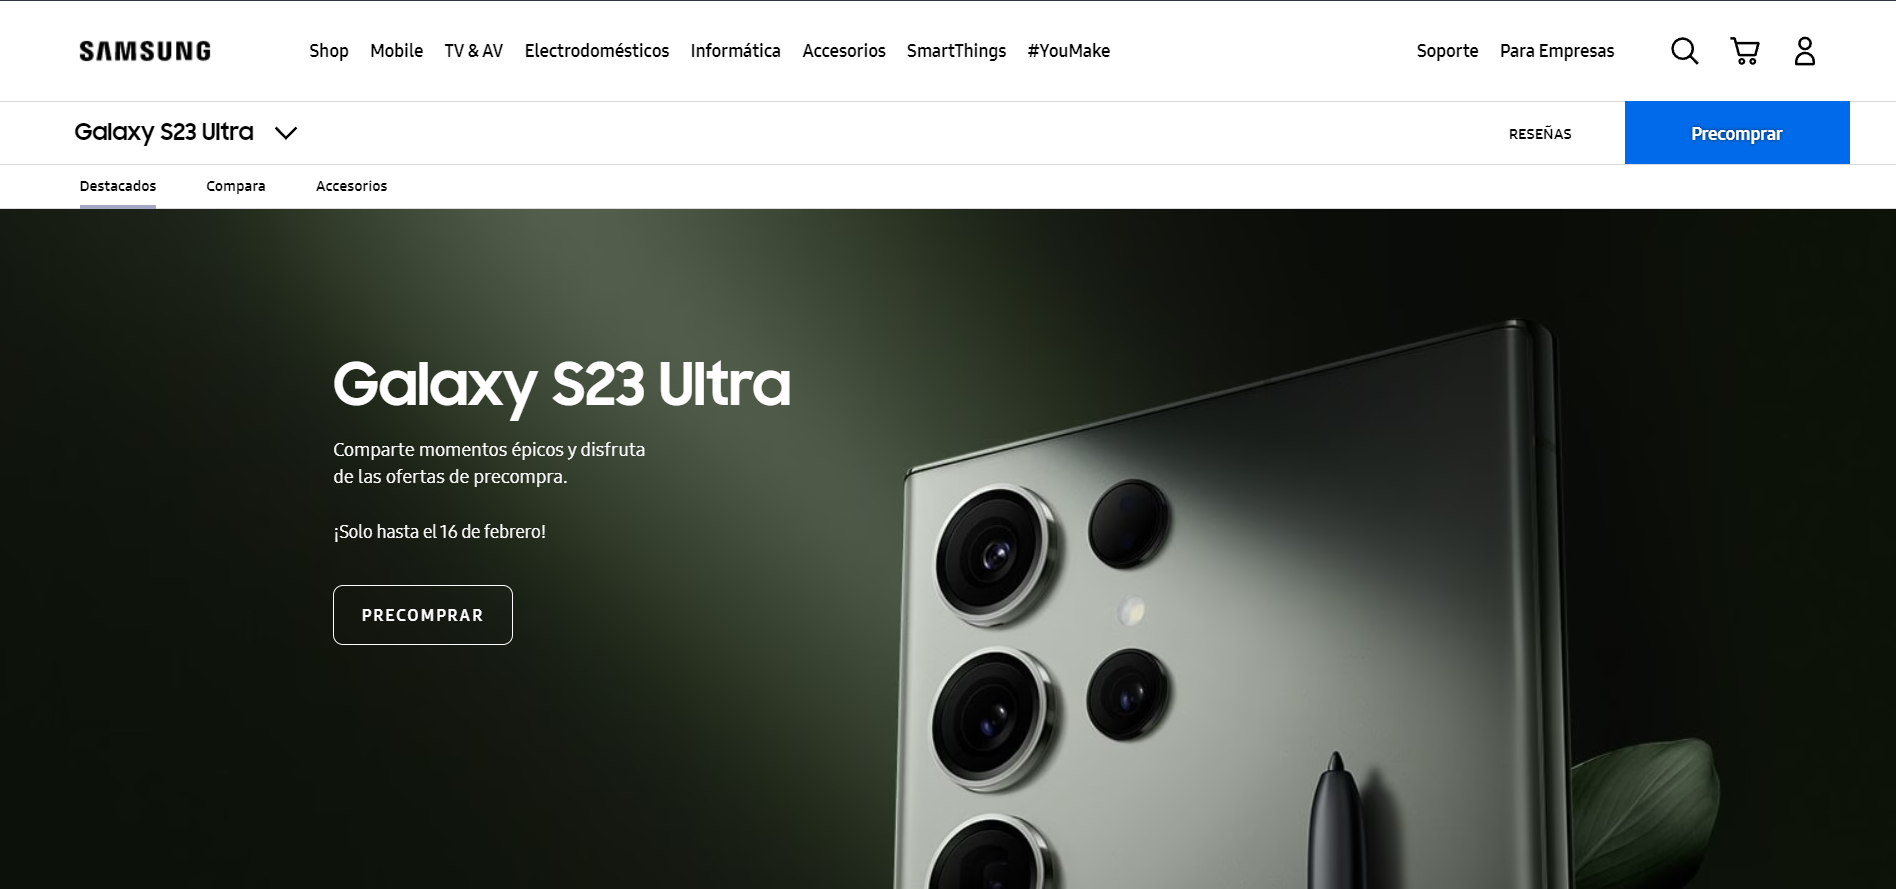 SAMSUNG
Shop Mobile TV & AV Electrodomésticos Informática Accesorios SmartThings #YouMake
Soporte Para Empresas
Galaxy S23 Ultra
RESEÑAS
Precomprar
Destacados Compara Accesorios
Galaxy S23 Ultra
Comparte momentos épicos y disfruta
de las ofertas de precompra.
¡Solo hasta el 16 de febrero!
PRECOMPRAR